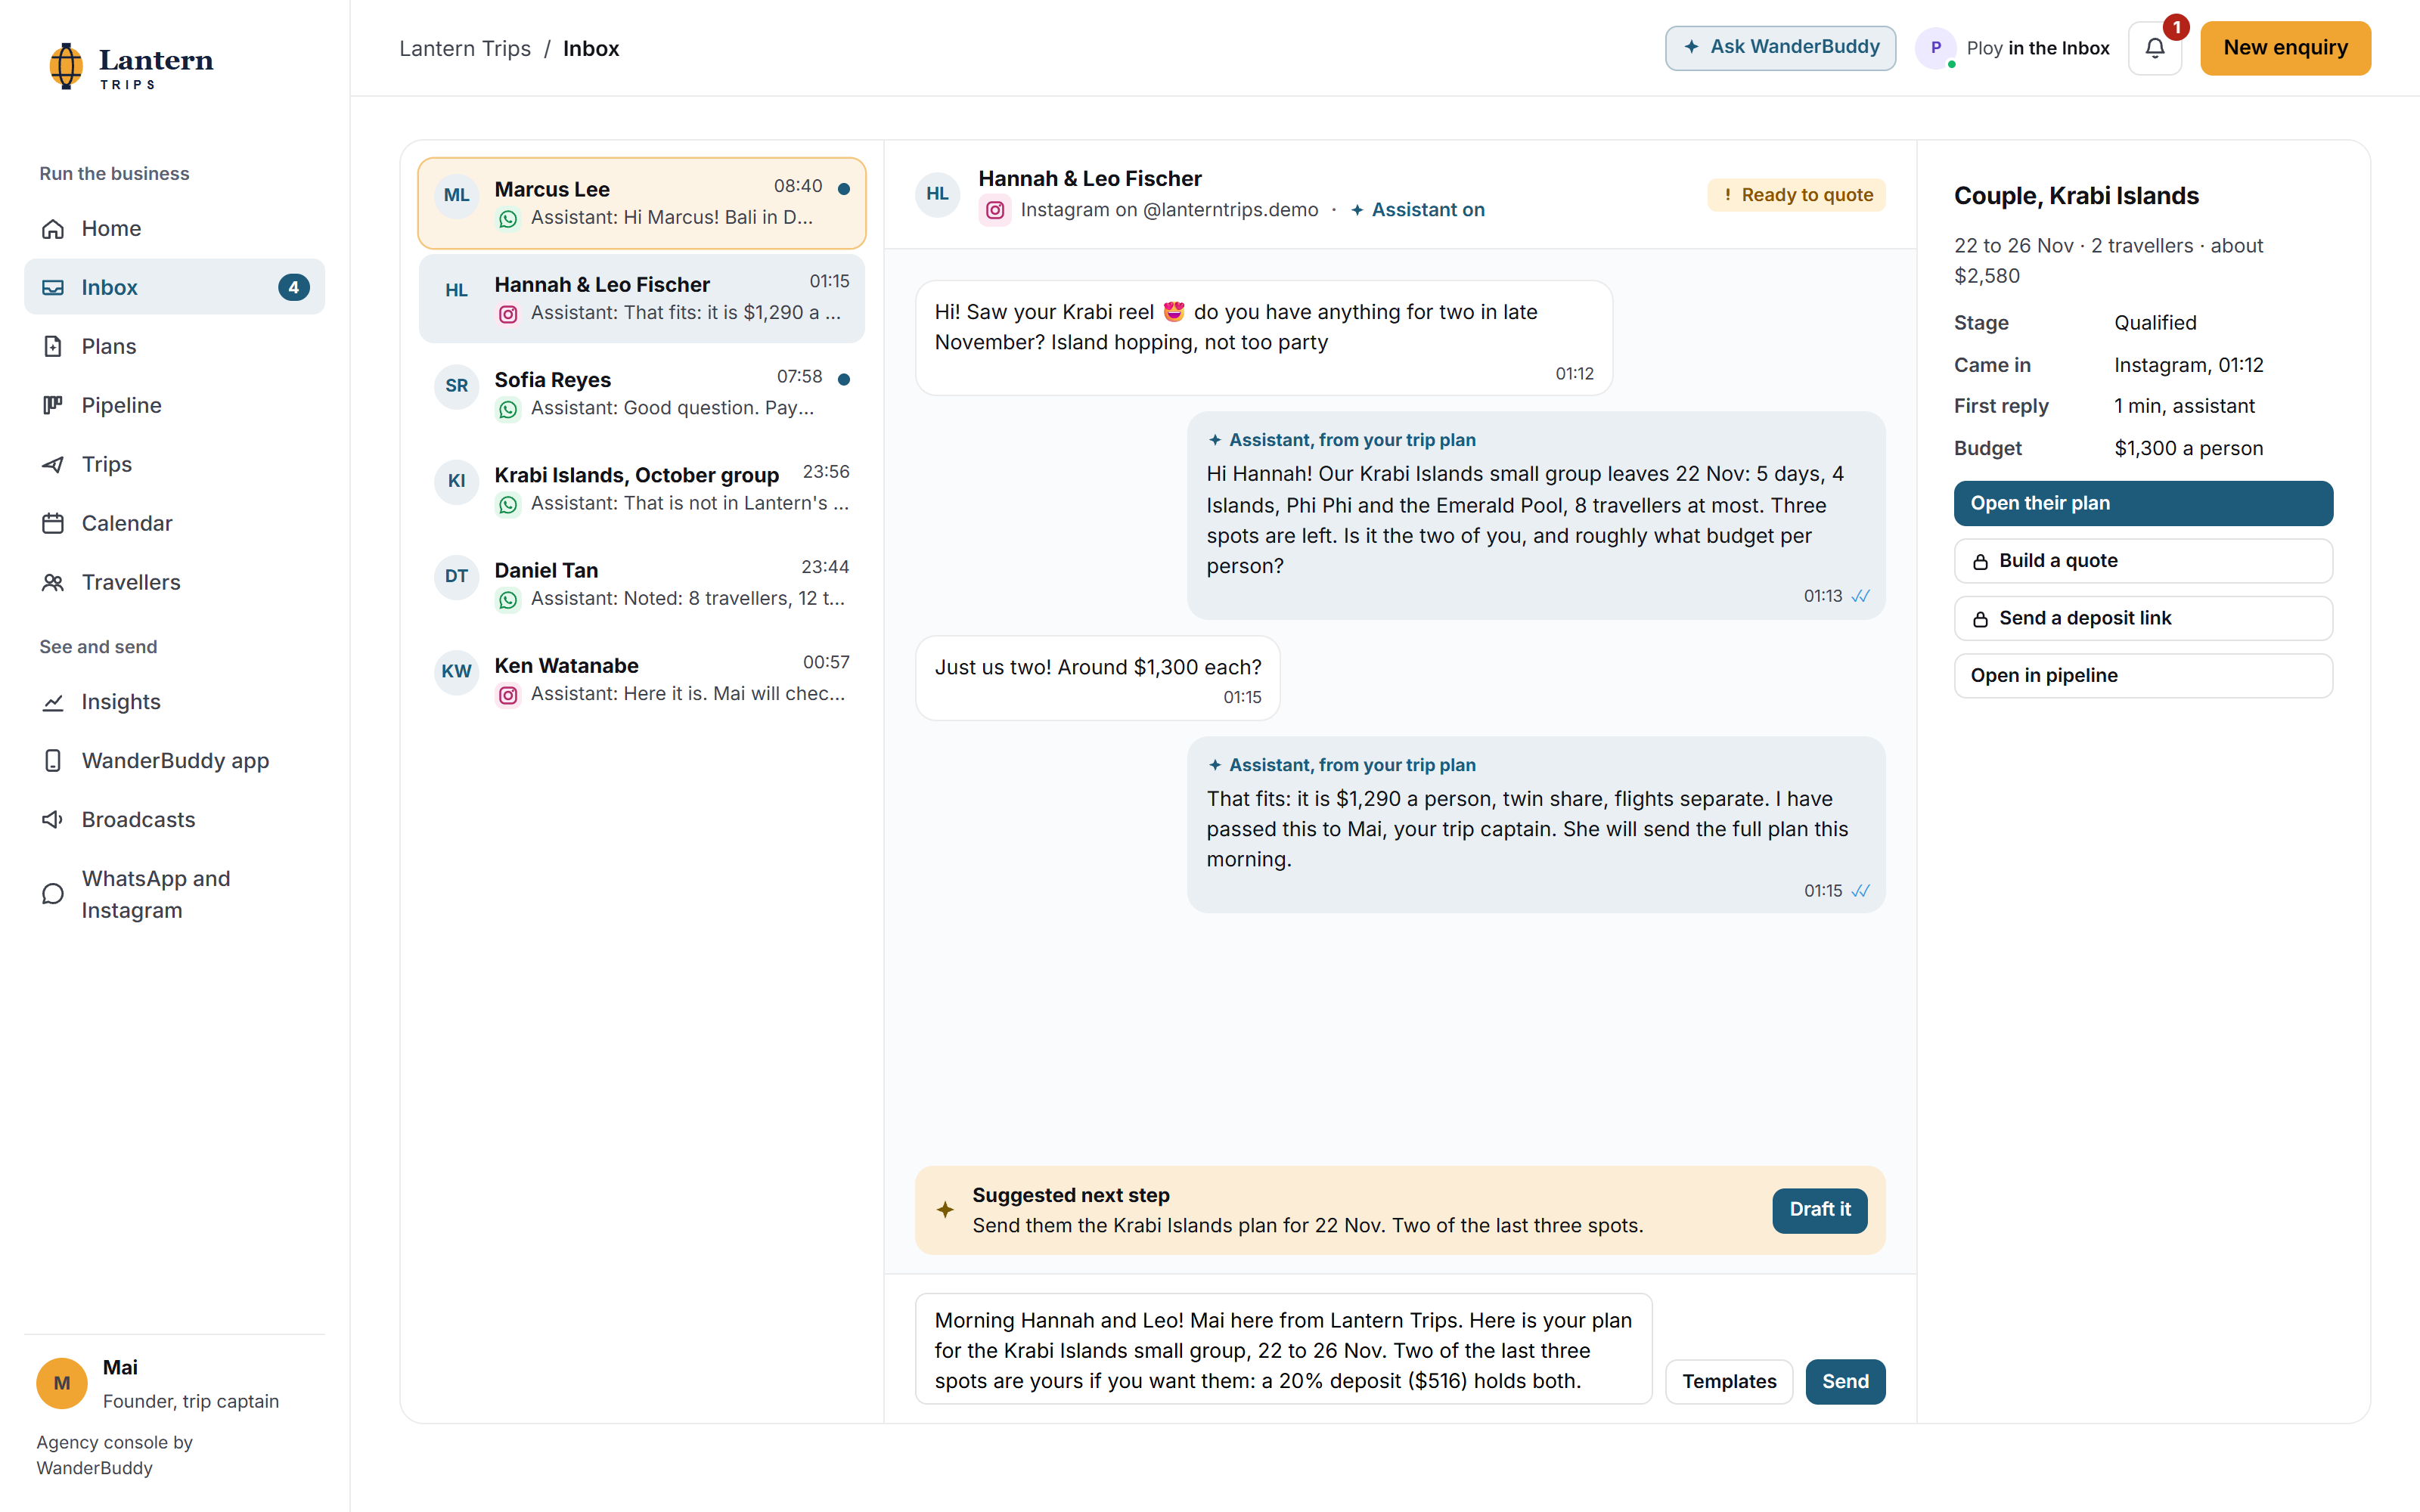 Lantern
TRIPS
Run the business
Home
Inbox
4
Plans
Pipeline
Trips
Calendar
Travellers
See and send
Insights
WanderBuddy app
Broadcasts
WhatsApp and
Instagram
M
Mai
Founder, trip captain
Agency console by
WanderBuddy
Lantern Trips / Inbox
Ask WanderBuddy
P
Ploy in the Inbox
1
New enquiry
ML
Marcus Lee
08:40
Assistant: Hi Marcus! Bali in D...
HL
Hannah & Leo Fischer
01:15
Assistant: That fits: it is $1,290 a ...
SR
Sofia Reyes
07:58
Assistant: Good question. Pay...
KI
Krabi Islands, October group
23:56
Assistant: That is not in Lantern's ...
DT
Daniel Tan
23:44
Assistant: Noted: 8 travellers, 12 t...
KW
Ken Watanabe
00:57
Assistant: Here it is. Mai will chec...
HL
Hannah & Leo Fischer
Instagram on @lanterntrips.demo · Assistant on
! Ready to quote
Hi! Saw your Krabi reel 😍 do you have anything for two in late
November? Island hopping, not too party
01:12
Assistant, from your trip plan
Hi Hannah! Our Krabi Islands small group leaves 22 Nov: 5 days, 4
Islands, Phi Phi and the Emerald Pool, 8 travellers at most. Three
spots are left. Is it the two of you, and roughly what budget per
person?
01:13
Just us two! Around $1,300 each?
01:15
Assistant, from your trip plan
That fits: it is $1,290 a person, twin share, flights separate. I have
passed this to Mai, your trip captain. She will send the full plan this
morning.
01:15
Suggested next step
Send them the Krabi Islands plan for 22 Nov. Two of the last three spots.
Draft it
Morning Hannah and Leo! Mai here from Lantern Trips. Here is your plan
for the Krabi Islands small group, 22 to 26 Nov. Two of the last three
spots are yours if you want them: a 20% deposit ($516) holds both.
Templates
Send
Couple, Krabi Islands
22 to 26 Nov · 2 travellers · about
$2,580
Stage Qualified
Came in Instagram, 01:12
First reply 1 min, assistant
Budget $1,300 a person
Open their plan
Build a quote
Send a deposit link
Open in pipeline